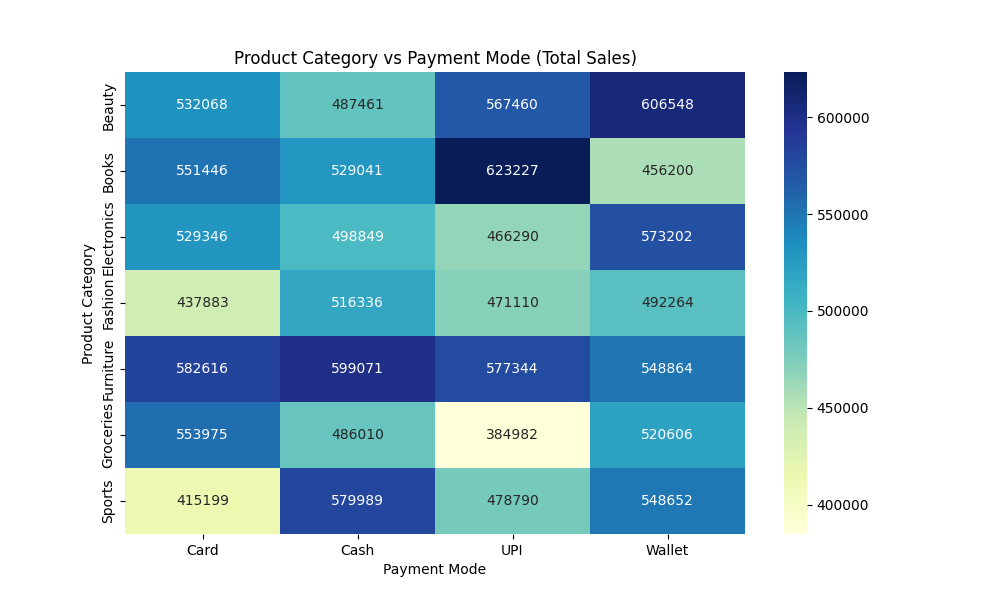 Product Category vs Payment Mode (Total Sales)
Product Category
Beauty 532068 487461 567460 606548
Books 551446 529041 623227 456200
Electronics 529346 498849 466290 573202
Fashion 437883 516336 471110 492264
Furniture 582616 599071 577344 548864
Groceries 553975 486010 384982 520606
Sports 415199 579989 478790 548652
Card Cash UPI Wallet
Payment Mode
600000
550000
500000
450000
400000